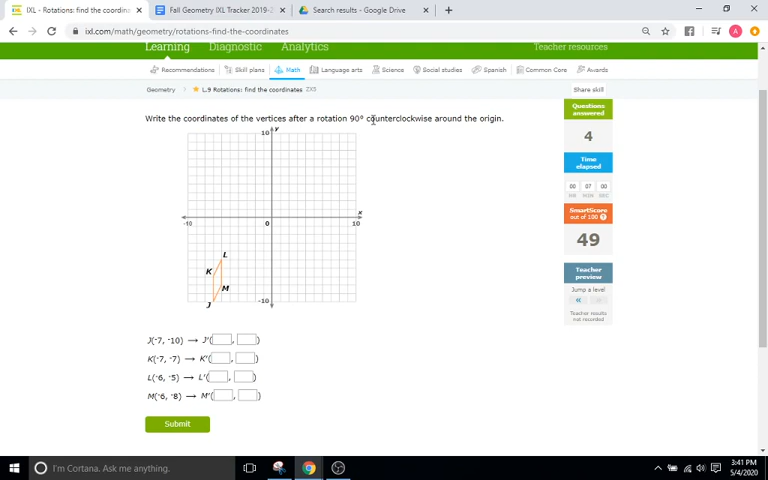 IXL - Rotations: find the coordina
Fall Geometry IXL Tracker 2019-2
Search results - Google Drive
ixl.com/math/geometry/rotations-find-the-coordinates
A
Learning Diagnostic Analytics Teacher resources
Recommendations Skill plans Math Language arts Science Social studies Spanish Common Core Awards
Geometry L.9 Rotations: find the coordinates 2XS Share skill
Write the coordinates of the vertices after a rotation 90° counterclockwise around the origin.
10 y
x
-10 0 10
L
K
M
J -10
J(-7, -10) → J'( , )
K(-7, -7) → K'( , )
L(-6, -5) → L'( , )
M(-6, -8) → M'( , )
Submit
Questions
answered
4
Time
elapsed
00 07 00
HR MIN SEC
SmartScore
out of 100 ?
49
Teacher
preview
Jump a level
Teacher results
not recorded
I'm Cortana. Ask me anything.
3:41 PM
5/4/2020